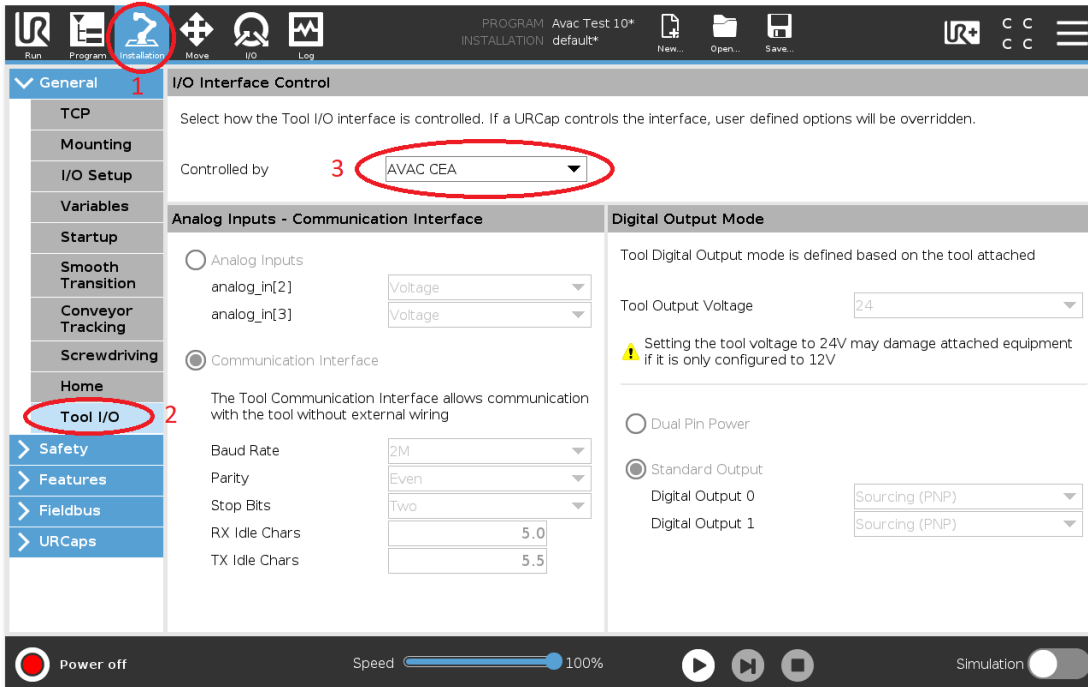 PROGRAM Avac Test 10*
INSTALLATION default*
Run Program Installation Move I/O Log New... Open... Save...
UR+
C C
C C
1
General
TCP
Mounting
I/O Setup
Variables
Startup
Smooth
Transition
Conveyor
Tracking
Screwdriving
Home
Tool I/O
2
Safety
Features
Fieldbus
URCaps
I/O Interface Control
Select how the Tool I/O interface is controlled. If a URCap controls the interface, user defined options will be overridden.
Controlled by 3 AVAC CEA
Analog Inputs - Communication Interface
Analog Inputs
analog_in[2] Voltage
analog_in[3] Voltage
Communication Interface
The Tool Communication Interface allows communication
with the tool without external wiring
Baud Rate 2M
Parity Even
Stop Bits Two
RX Idle Chars 5.0
TX Idle Chars 5.5
Digital Output Mode
Tool Digital Output mode is defined based on the tool attached
Tool Output Voltage 24
Setting the tool voltage to 24V may damage attached equipment
if it is only configured to 12V
Dual Pin Power
Standard Output
Digital Output 0 Sourcing (PNP)
Digital Output 1 Sourcing (PNP)
Power off Speed 100% Simulation